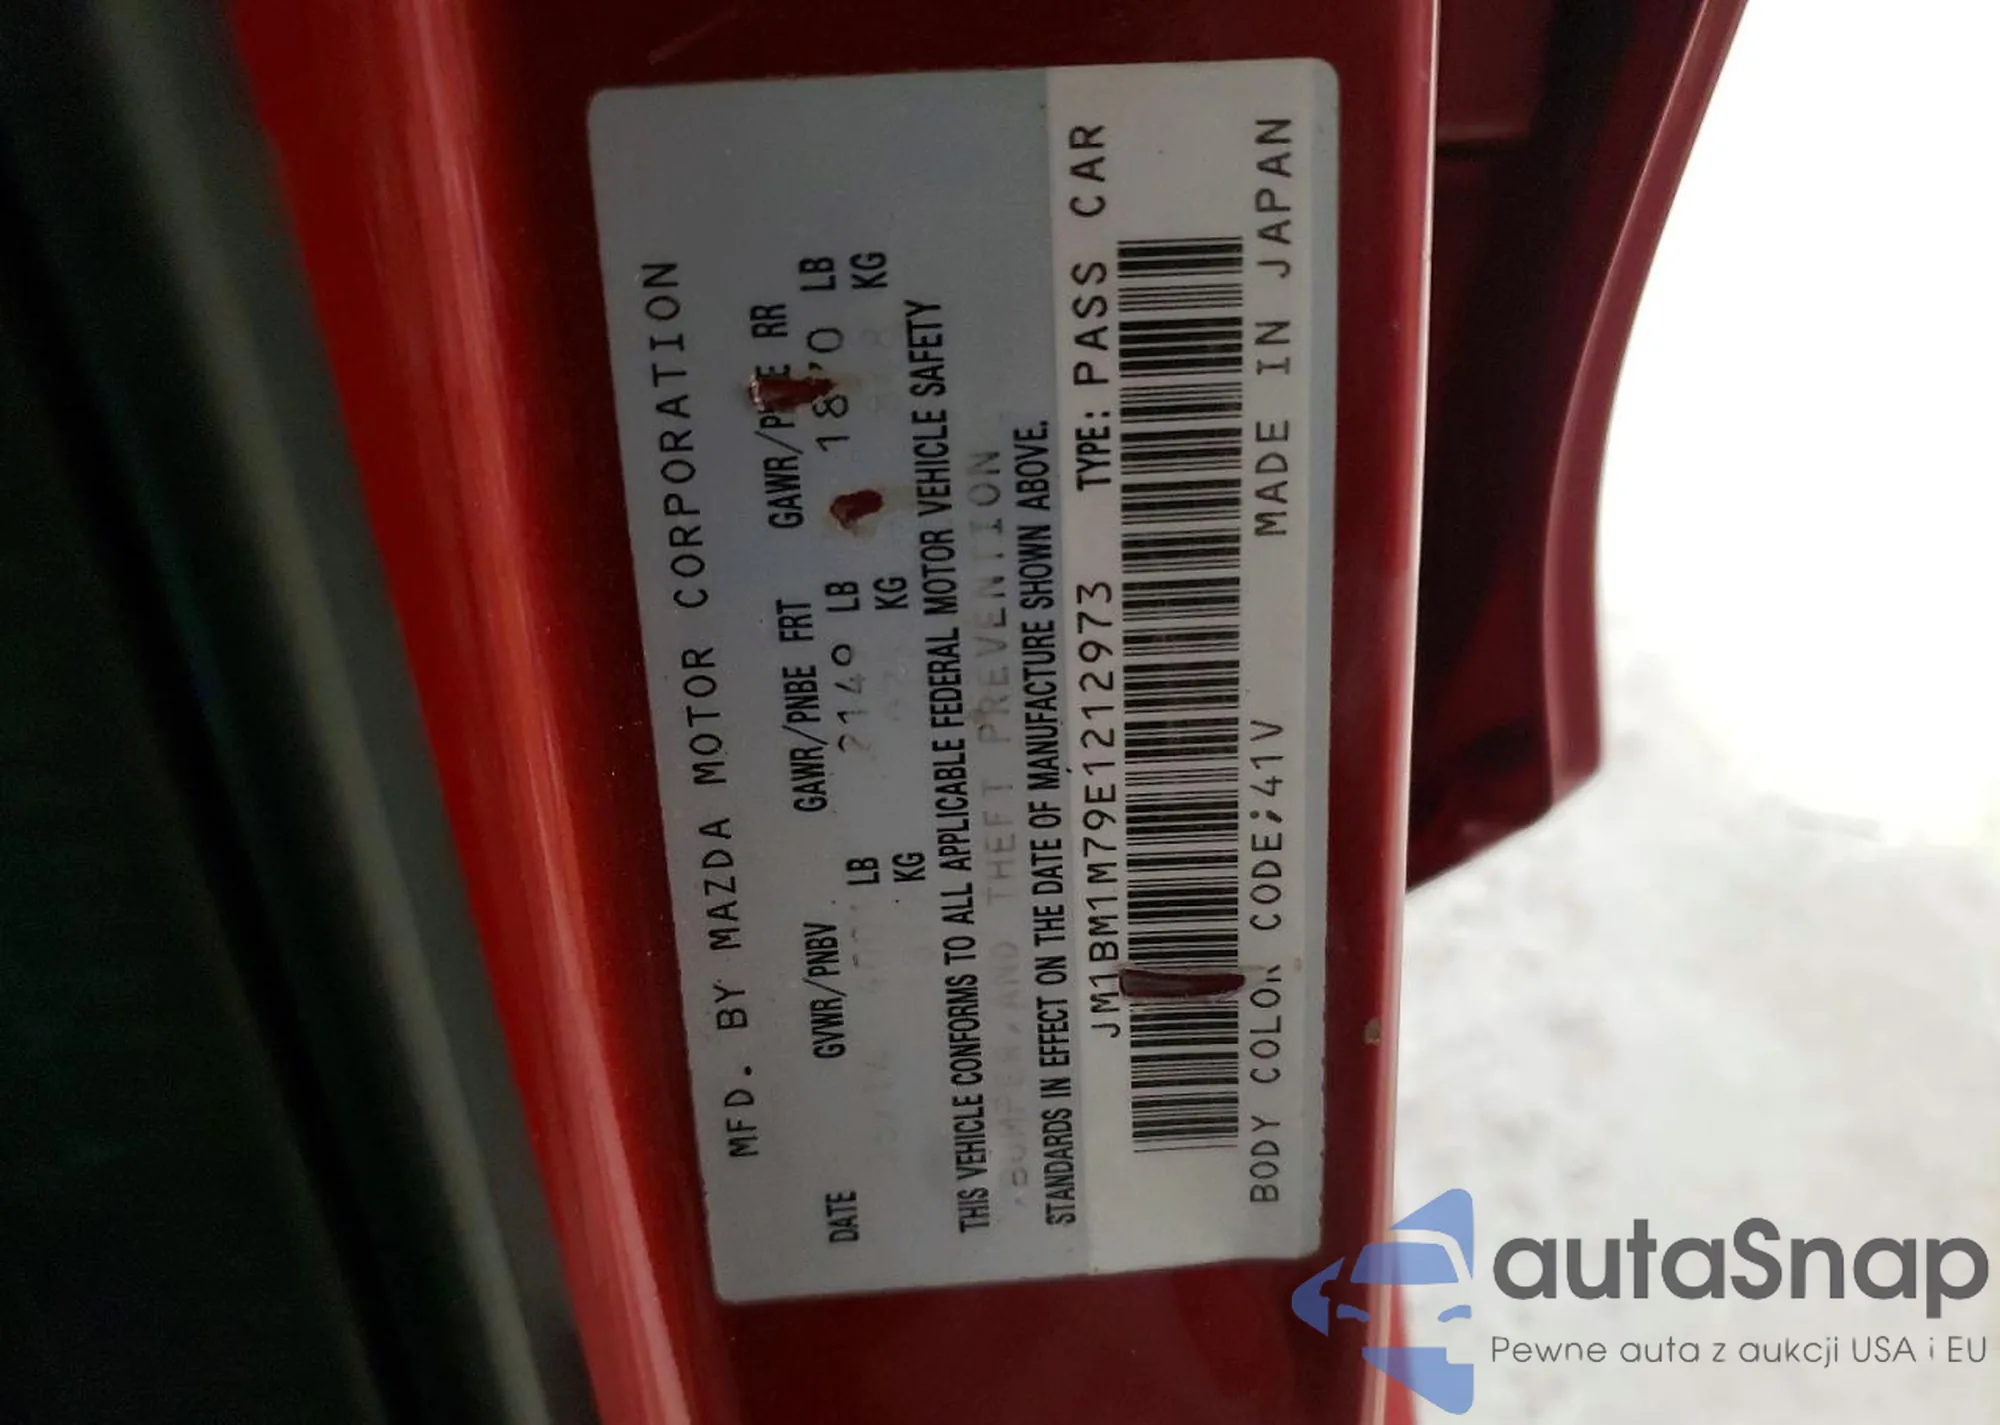 MFD. BY MAZDA MOTOR CORPORATION
DATE GVWR/PNBV GAWR/PNBE FRT GAWR/ RR
LB 2140 LB LB
KG KG KG
THIS VEHICLE CONFORMS TO ALL APPLICABLE FEDERAL MOTOR VEHICLE SAFETY
AND THEFT PREVENTION
STANDARDS IN EFFECT ON THE DATE OF MANUFACTURE SHOWN ABOVE.
JM1BM1M79E1212973 TYPE: PASS CAR
BODY COLOR CODE;41V MADE IN JAPAN
autaSnap
Pewne auta z aukcji USA i EU